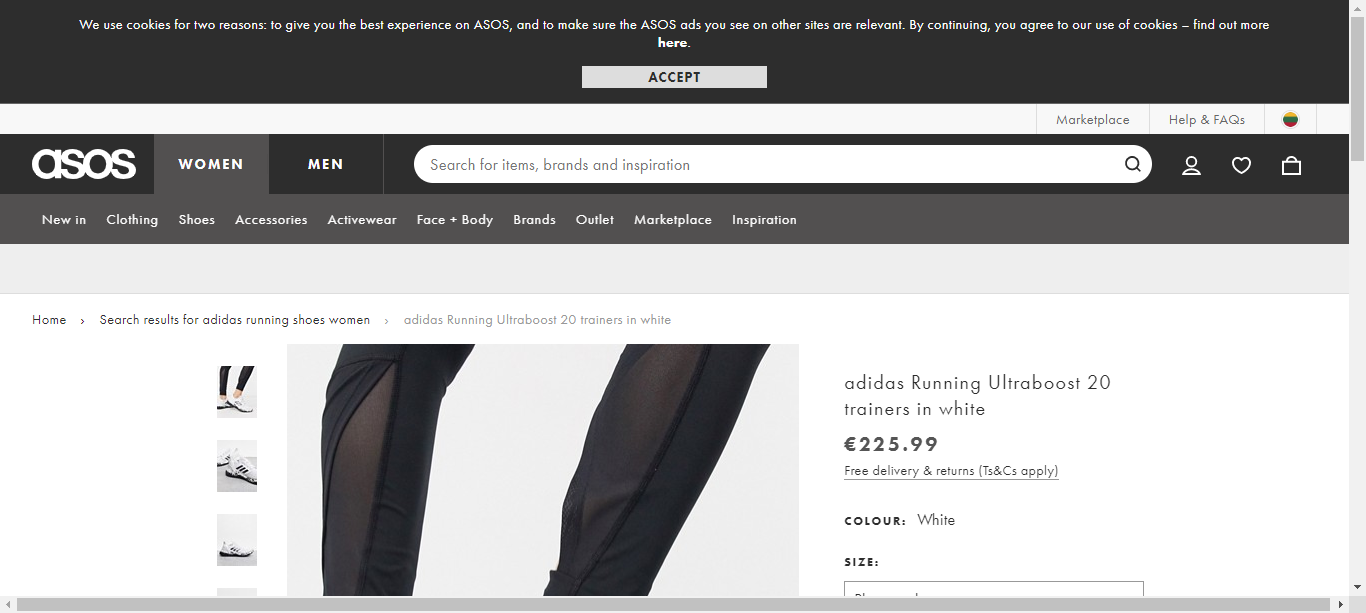 We use cookies for two reasons: to give you the best experience on ASOS, and to make sure the ASOS ads you see on other sites are relevant. By continuing, you agree to our use of cookies – find out more
here.
ACCEPT
Marketplace Help & FAQs
asos WOMEN MEN Search for items, brands and inspiration
New in Clothing Shoes Accessories Activewear Face + Body Brands Outlet Marketplace Inspiration
Home › Search results for adidas running shoes women › adidas Running Ultraboost 20 trainers in white
adidas Running Ultraboost 20
trainers in white
€225.99
Free delivery & returns (Ts&Cs apply)
COLOUR: White
SIZE: